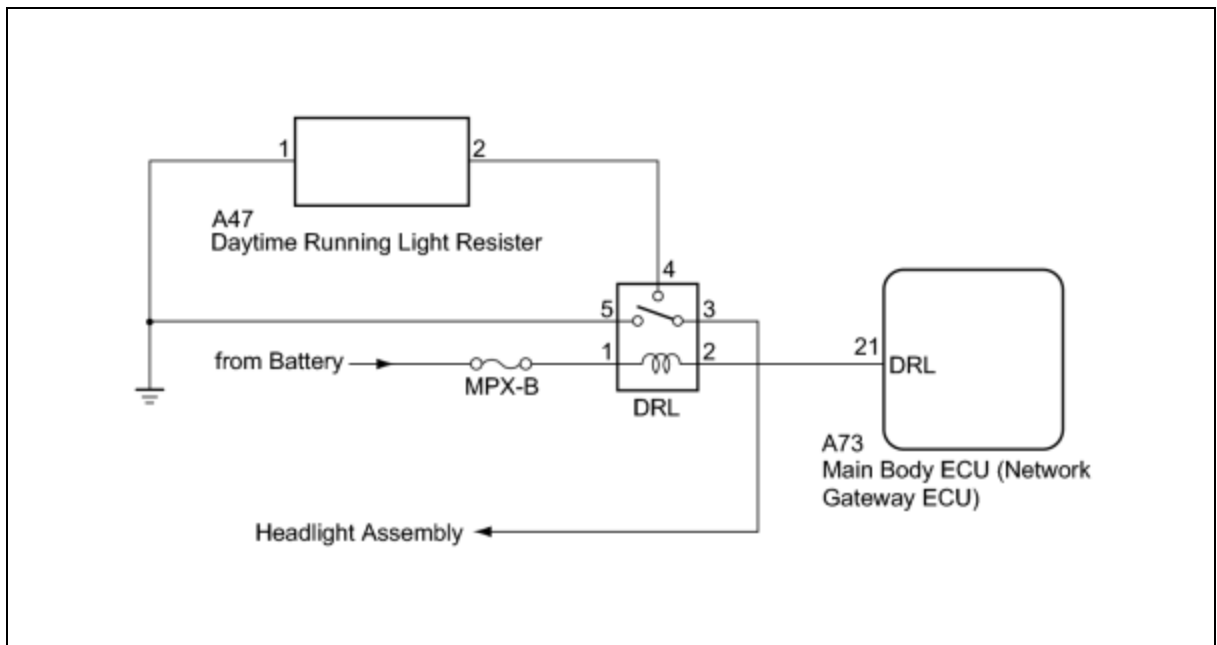 1
2
A47
Daytime Running Light Resister
4
5
3
from Battery
1
2
21
DRL
MPX-B
DRL
A73
Main Body ECU (Network
Gateway ECU)
Headlight Assembly